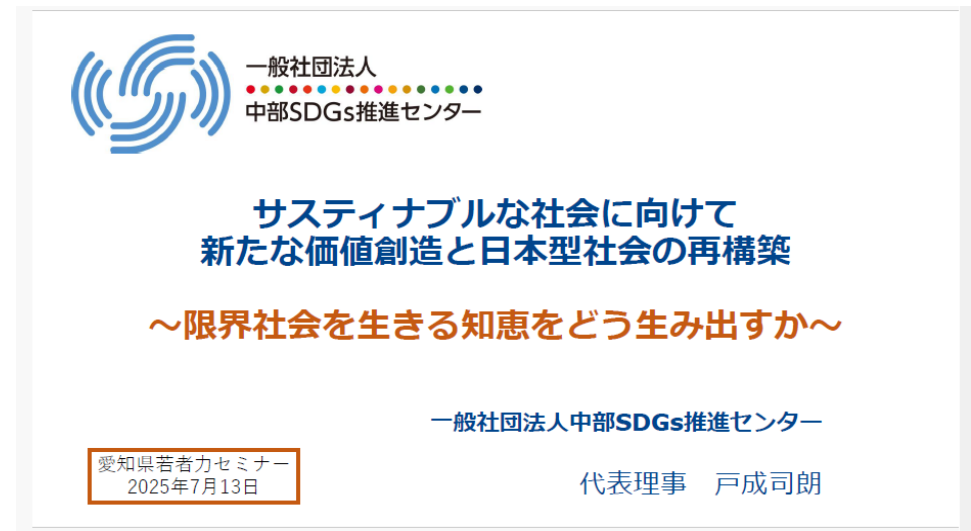 一般社団法人
中部SDGs推進センター
サスティナブルな社会に向けて
新たな価値創造と日本型社会の再構築
～限界社会を生きる知恵をどう生み出すか～
一般社団法人中部SDGs推進センター
愛知県若者力セミナー
2025年7月13日
代表理事　戸成司朗